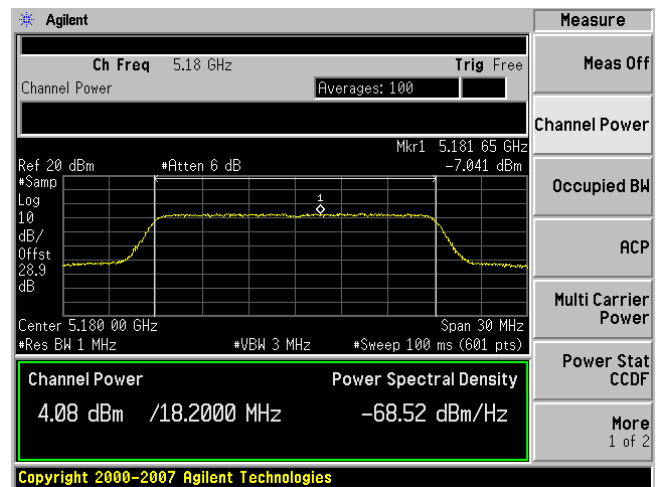 Agilent
Measure
Ch Freq 5.18 GHz Trig Free
Channel Power Averages: 100
Mkr1 5.181 65 GHz
Ref 20 dBm #Atten 6 dB -7.041 dBm
#Samp
Log
10
dB/
Offst
28.9
dB
1
Center 5.180 00 GHz Span 30 MHz
#Res BW 1 MHz #VBW 3 MHz #Sweep 100 ms (601 pts)
Channel Power Power Spectral Density
4.08 dBm /18.2000 MHz -68.52 dBm/Hz
Copyright 2000-2007 Agilent Technologies
Meas Off
Channel Power
Occupied BW
ACP
Multi Carrier
Power
Power Stat
CCDF
More
1 of 2